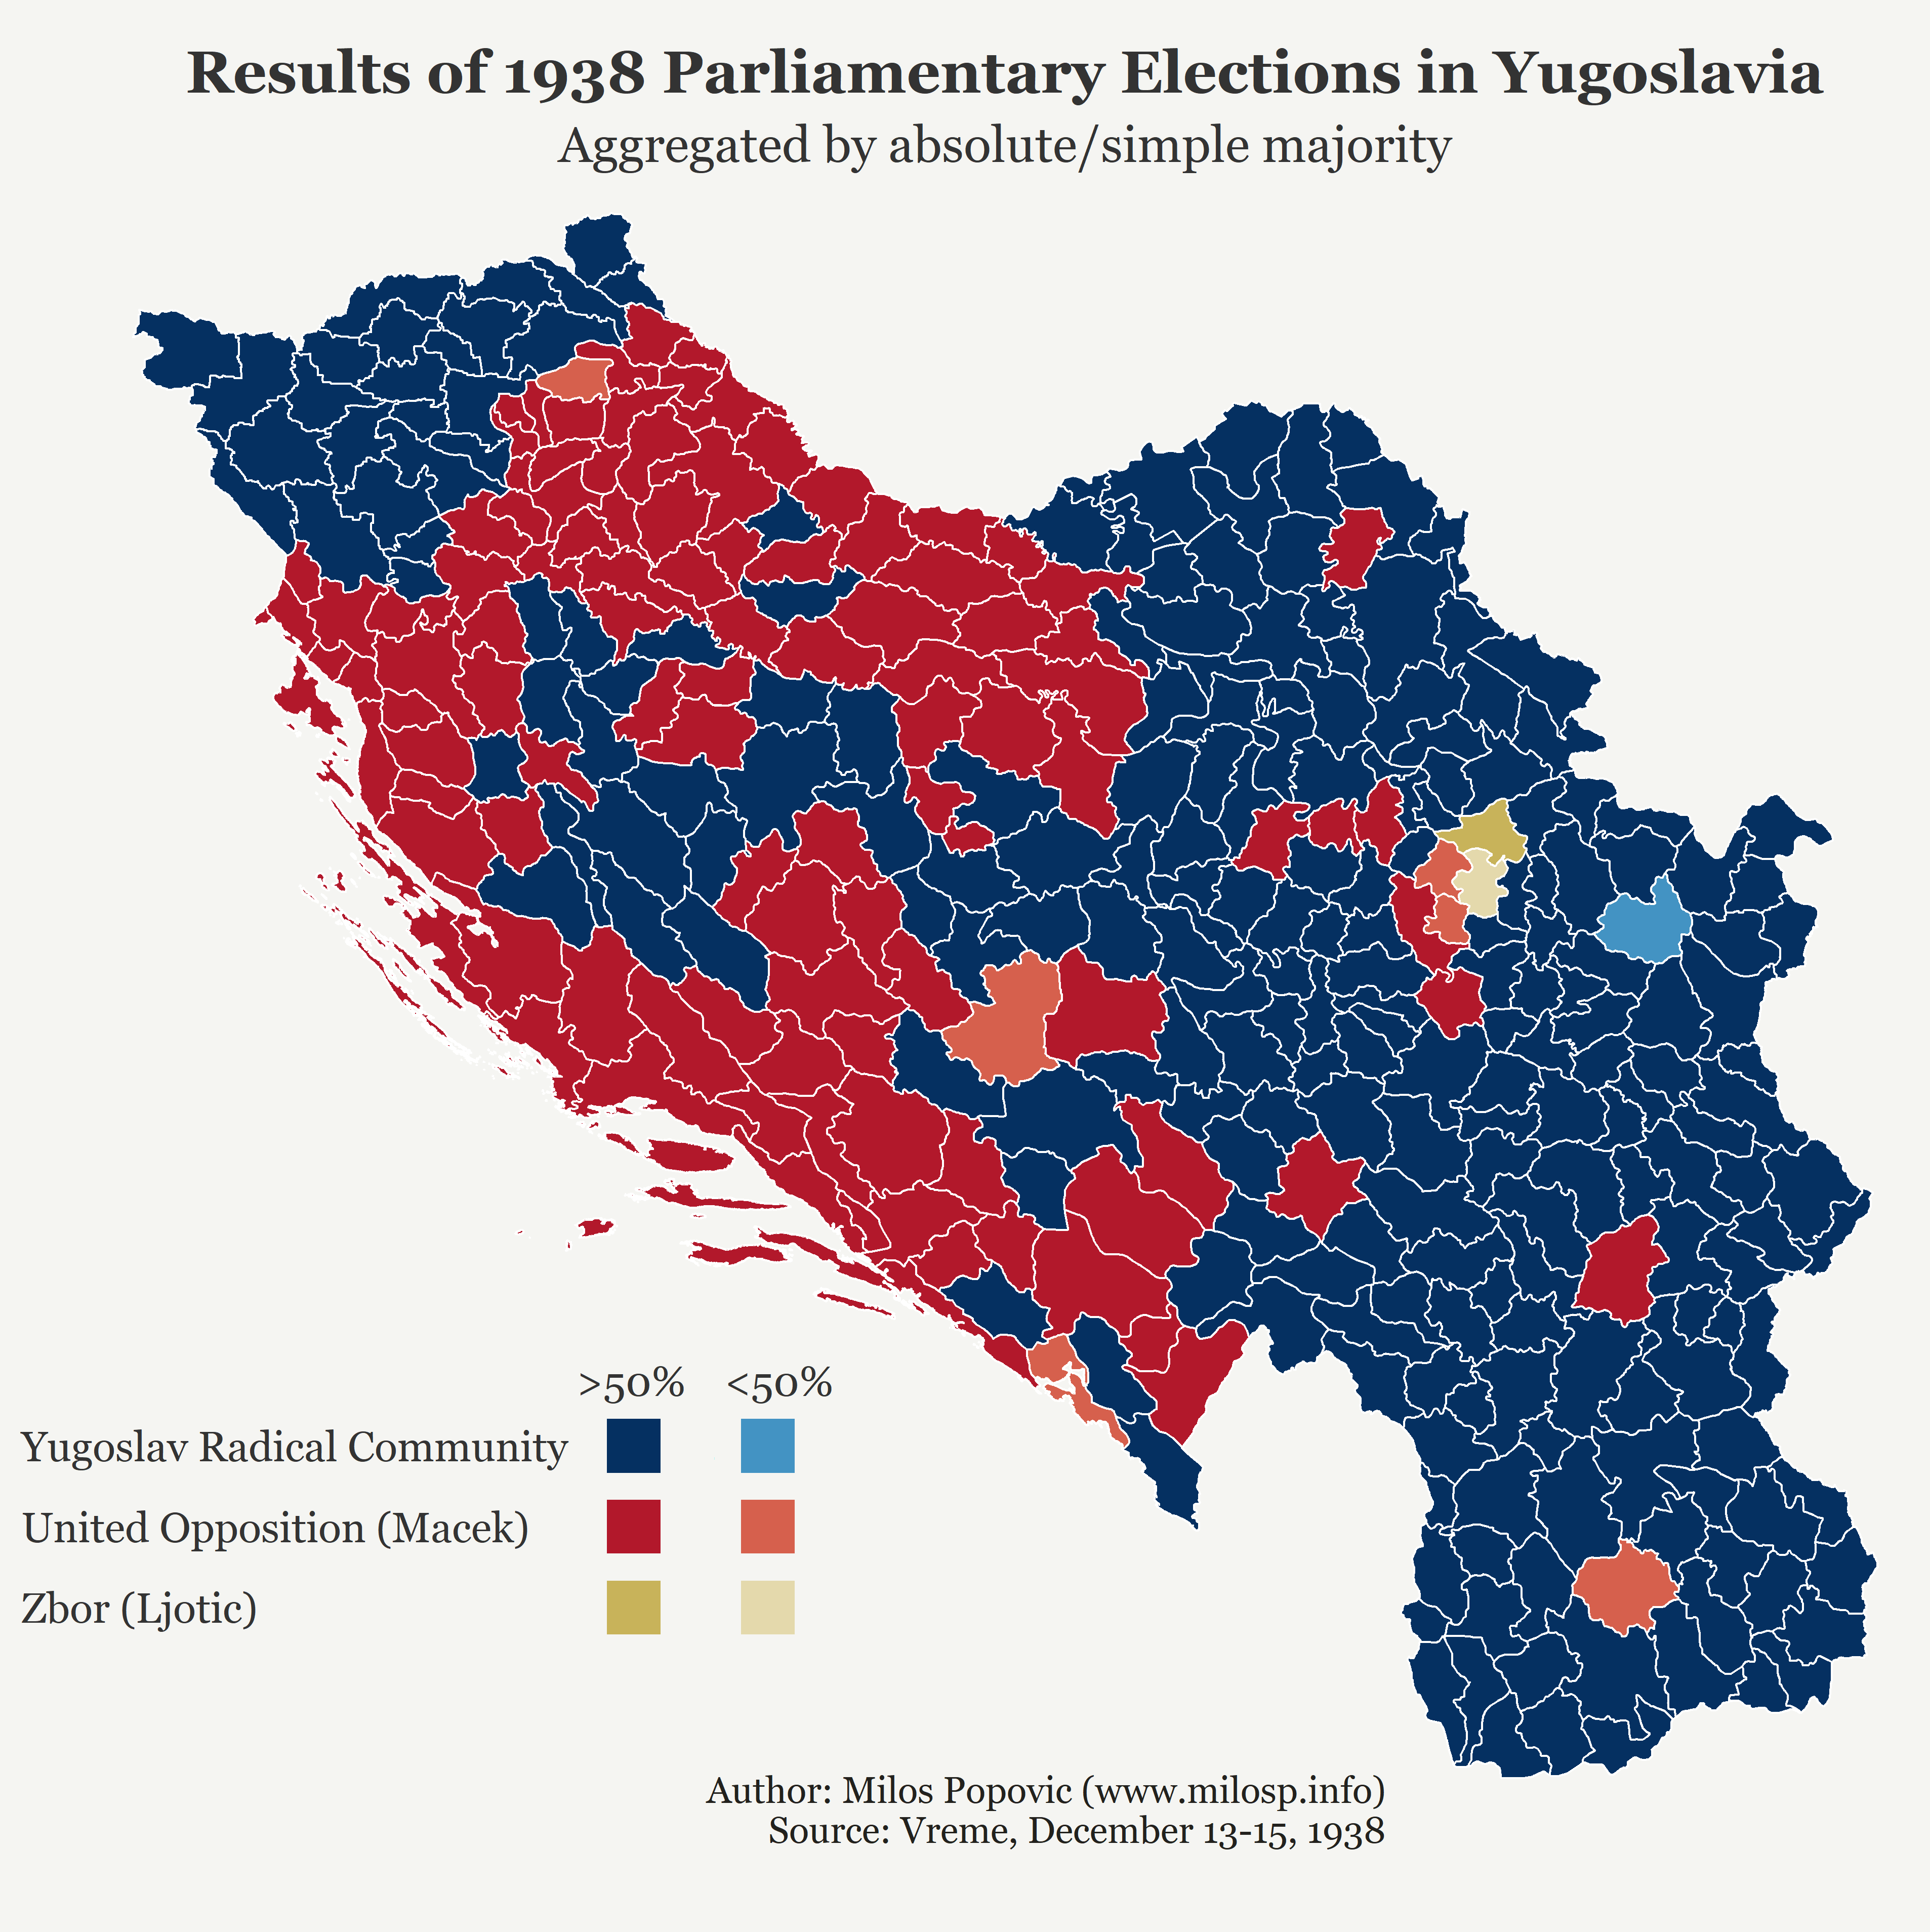 Results of 1938 Parliamentary Elections in Yugoslavia
Aggregated by absolute/simple majority
>50% <50%
Yugoslav Radical Community
United Opposition (Macek)
Zbor (Ljotic)
Author: Milos Popovic (www.milosp.info)
Source: Vreme, December 13-15, 1938